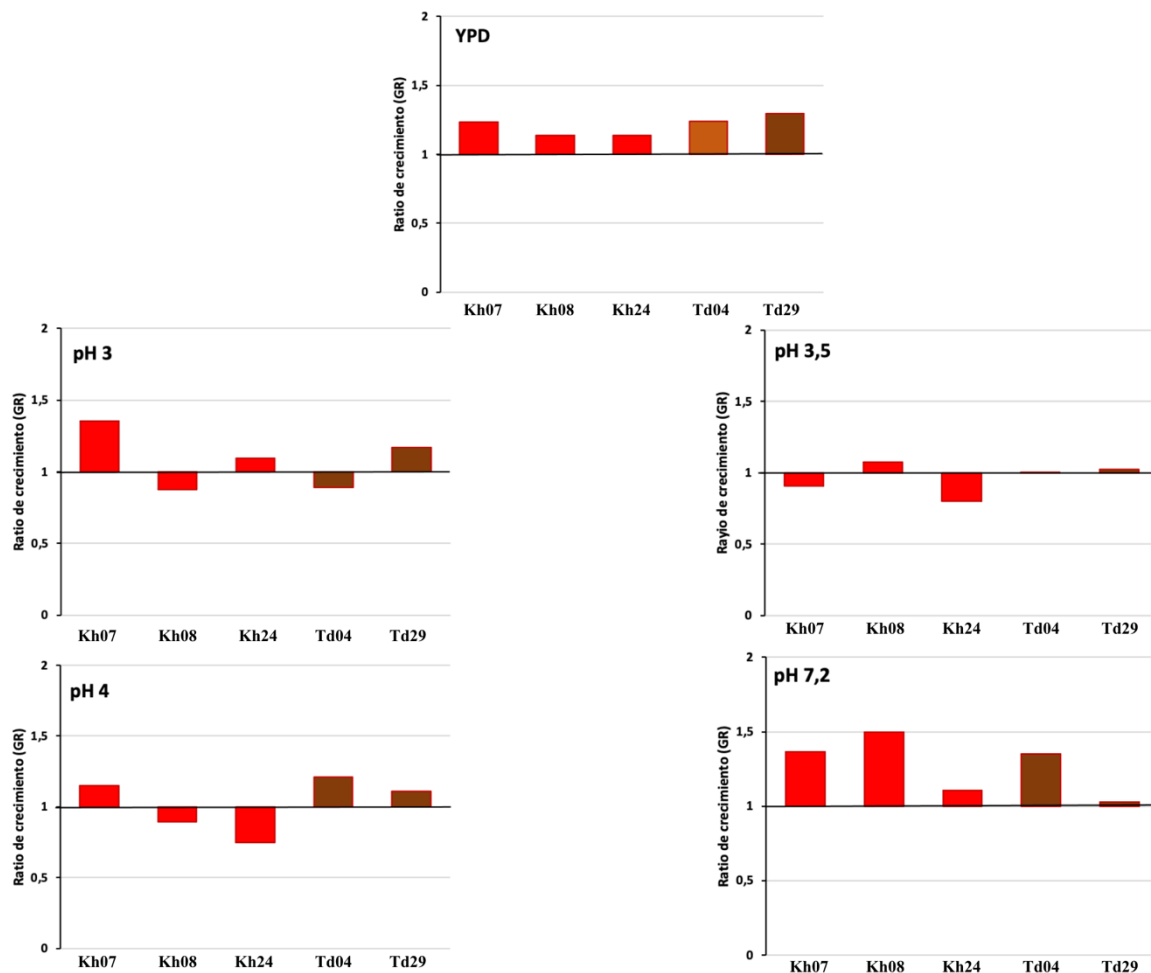 YPD
Ratio de crecimiento (GR)
2
1,5
1
0,5
0
Kh07 Kh08 Kh24 Td04 Td29
pH 3
Ratio de crecimiento (GR)
2
1,5
1
0,5
0
Kh07 Kh08 Kh24 Td04 Td29
pH 3,5
Rayio de crecimiento (GR)
2
1,5
1
0,5
0
Kh07 Kh08 Kh24 Td04 Td29
pH 4
Ratio de crecimiento (GR)
2
1,5
1
0,5
0
Kh07 Kh08 Kh24 Td04 Td29
pH 7,2
Ratio de crecimiento (GR)
2
1,5
1
0,5
0
Kh07 Kh08 Kh24 Td04 Td29